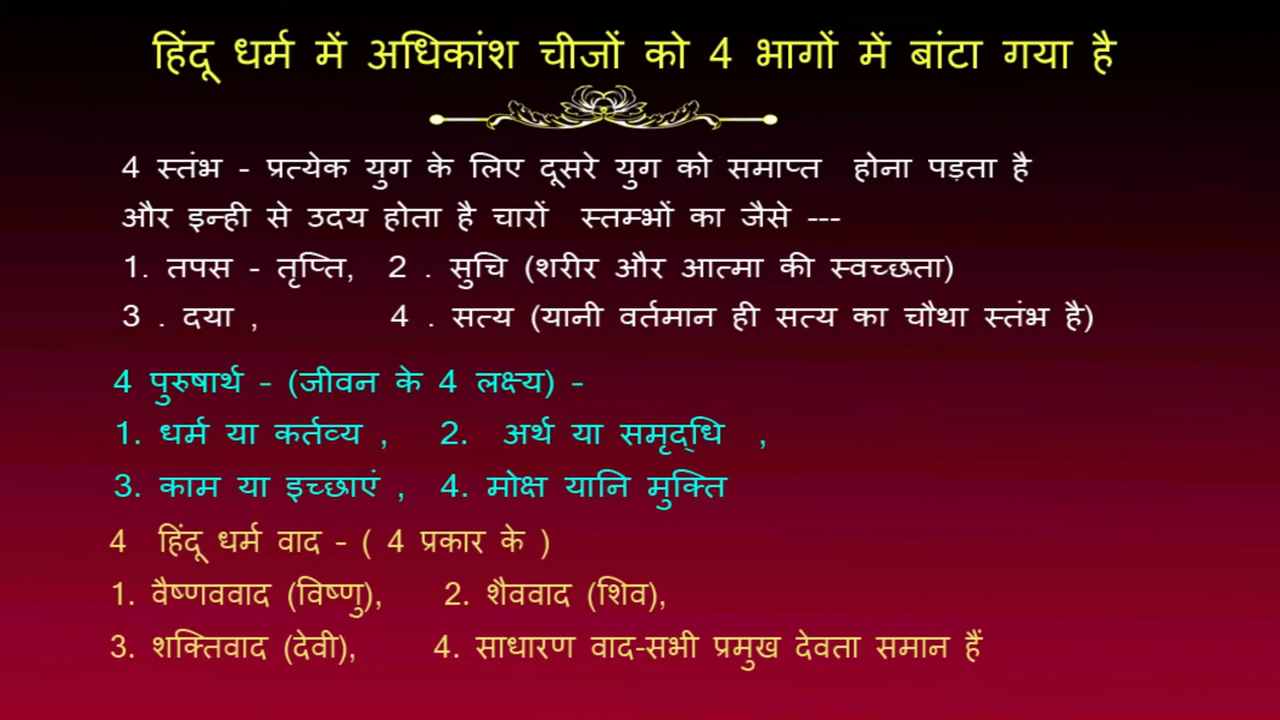 हिंदू धर्म में अधिकांश चीजों को 4 भागों में बांटा गया है
4 स्तंभ - प्रत्येक युग के लिए दूसरे युग को समाप्त होना पड़ता है
और इन्ही से उदय होता है चारों स्तम्भों का जैसे ---
1. तपस - तृप्ति, 2 . सुचि (शरीर और आत्मा की स्वच्छता)
3 . दया , 4 . सत्य (यानी वर्तमान ही सत्य का चौथा स्तंभ है)
4 पुरुषार्थ – (जीवन के 4 लक्ष्य) –
1. धर्म या कर्तव्य , 2. अर्थ या समृद्धि ,
3. काम या इच्छाएं , 4. मोक्ष यानि मुक्ति
4 हिंदू धर्म वाद – ( 4 प्रकार के )
1. वैष्णववाद (विष्णु), 2. शैववाद (शिव),
3. शक्तिवाद (देवी), 4. साधारण वाद-सभी प्रमुख देवता समान हैं